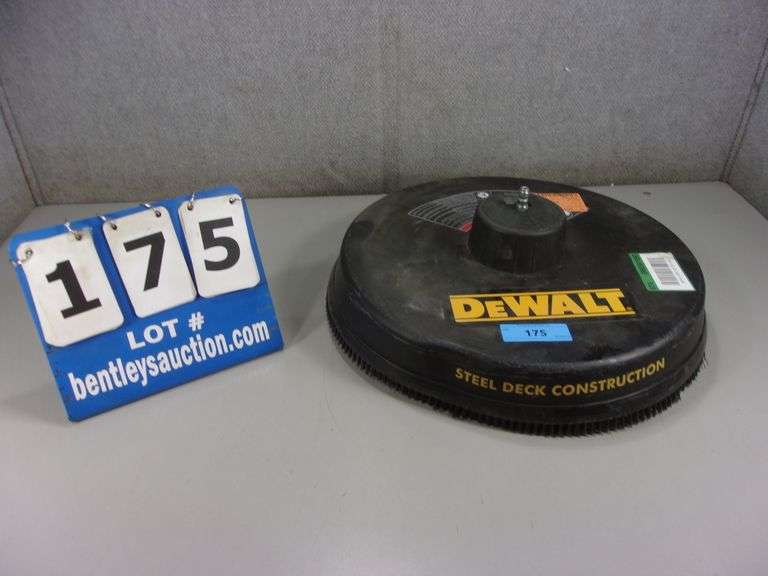 175
LOT #
bentleysauction.com
DEWALT
175
STEEL DECK CONSTRUCTION